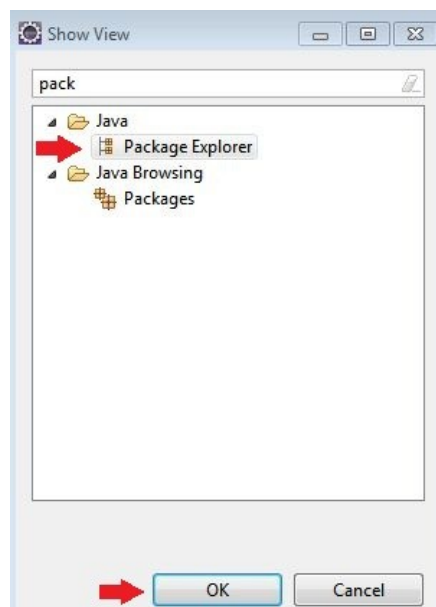 Show View
pack
Java
Package Explorer
Java Browsing
Packages
OK Cancel